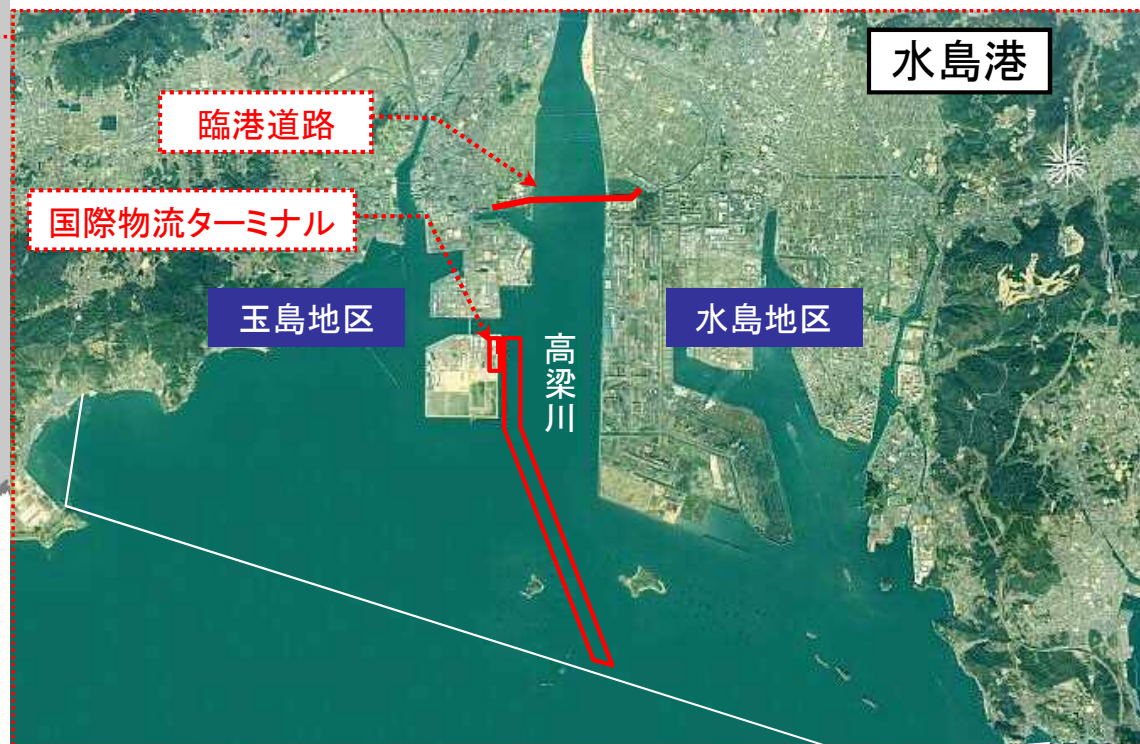 水島港
臨港道路
国際物流ターミナル
玉島地区
水島地区
高梁川